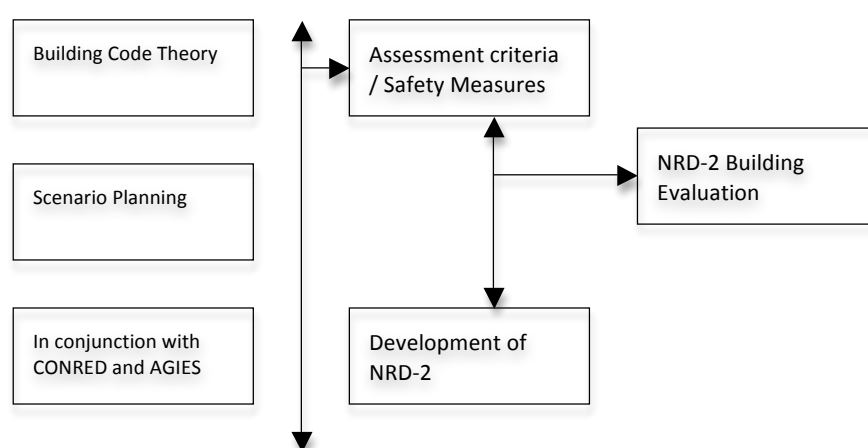 Building Code Theory
Scenario Planning
In conjunction with
CONRED and AGIES
Assessment criteria
/ Safety Measures
Development of
NRD-2
NRD-2 Building
Evaluation